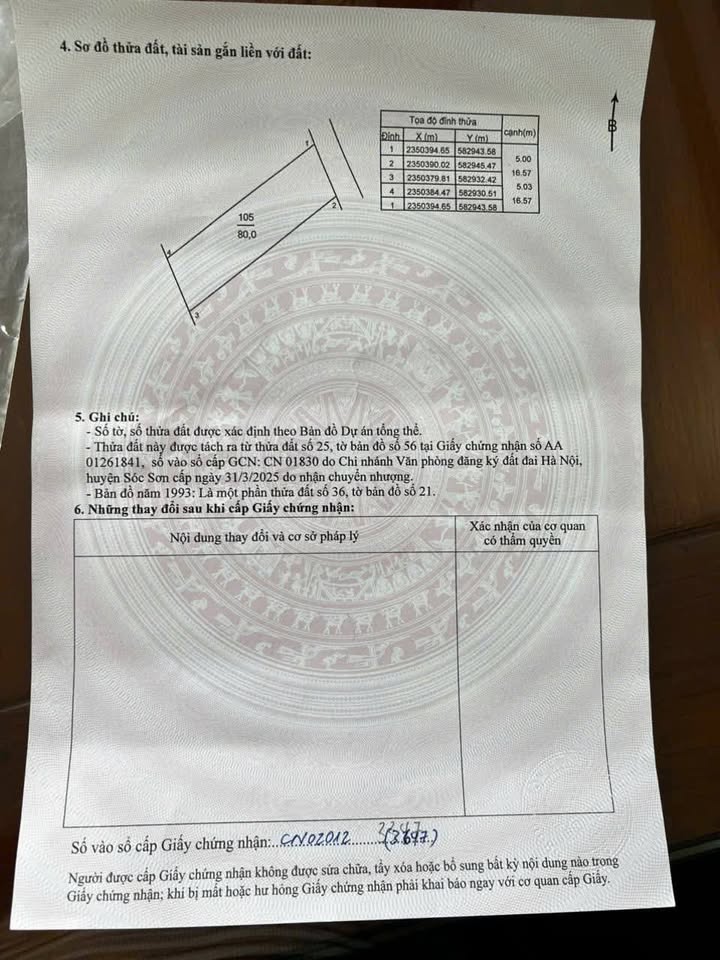 4. Sơ đồ thửa đất, tài sản gắn liền với đất:
B
Tọa độ đỉnh thửa
cạnh(m)
Đỉnh X (m) Y (m)
1 2350394.65 582943.58
5.00
2 2350390.02 582945.47
16.57
3 2350379.81 582932.42
5.03
4 2350384.47 582930.51
16.57
1 2350394.65 582943.58
1
2
105
80,0
4
3
5. Ghi chú:
- Số tờ, số thửa đất được xác định theo Bản đồ Dự án tổng thể.
- Thửa đất này được tách ra từ thửa đất số 25, tờ bản đồ số 56 tại Giấy chứng nhận số AA
01261841, số vào sổ cấp GCN: CN 01830 do Chi nhánh Văn phòng đăng ký đất đai Hà Nội,
huyện Sóc Sơn cấp ngày 31/3/2025 do nhận chuyển nhượng.
- Bản đồ năm 1993: Là một phần thửa đất số 36, tờ bản đồ số 21.
6. Những thay đổi sau khi cấp Giấy chứng nhận:
Nội dung thay đổi và cơ sở pháp lý
Xác nhận của cơ quan
có thẩm quyền
Số vào sổ cấp Giấy chứng nhận:..CN02012
Người được cấp Giấy chứng nhận không được sửa chữa, tẩy xóa hoặc bổ sung bất kỳ nội dung nào trong
Giấy chứng nhận; khi bị mất hoặc hư hỏng Giấy chứng nhận phải khai báo ngay với cơ quan cấp Giấy.